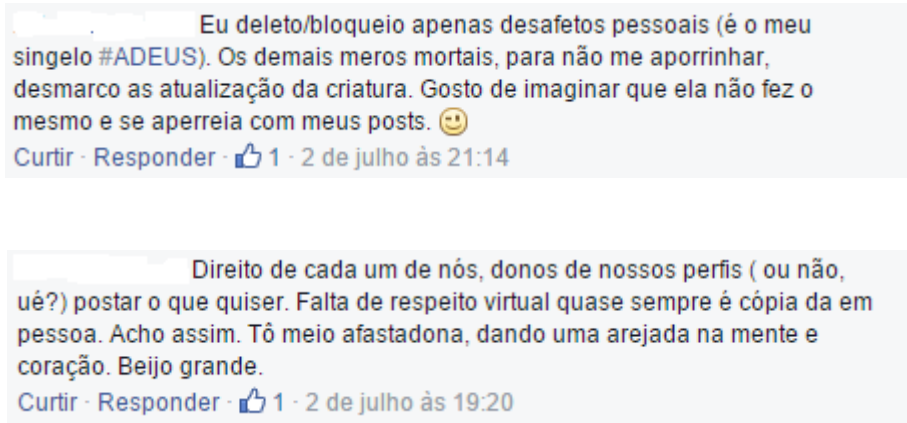 Eu deleto/bloqueio apenas desafetos pessoais (é o meu
singelo #ADEUS). Os demais meros mortais, para não me aporrinhar,
desmarco as atualização da criatura. Gosto de imaginar que ela não fez o
mesmo e se aperreia com meus posts.
Curtir · Responder · 1 · 2 de julho às 21:14
Direito de cada um de nós, donos de nossos perfis ( ou não,
ué?) postar o que quiser. Falta de respeito virtual quase sempre é cópia da em
pessoa. Acho assim. Tô meio afastadona, dando uma arejada na mente e
coração. Beijo grande.
Curtir · Responder · 1 · 2 de julho às 19:20